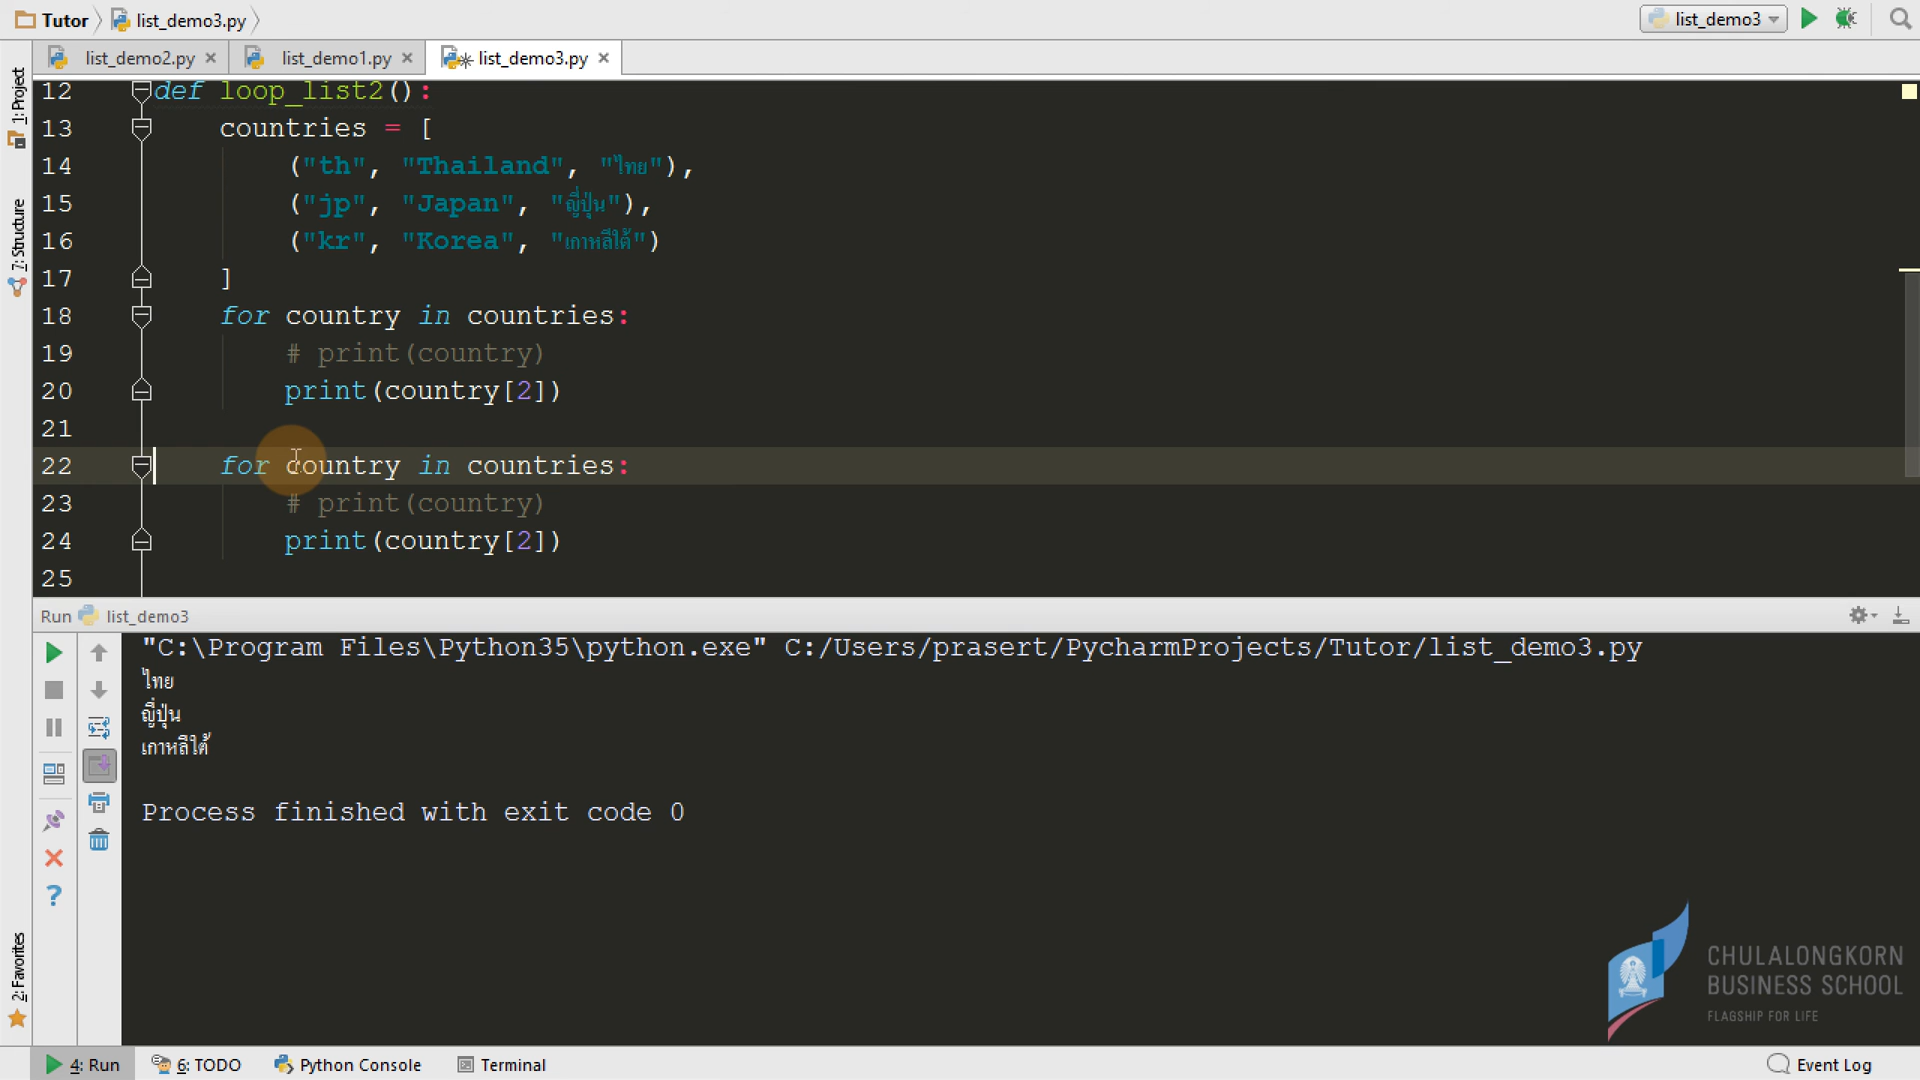 Tutor list_demo3.py list_demo3
list_demo2.py list_demo1.py list_demo3.py
1: Project
7: Structure
2: Favorites
12 def loop_list2():
13 countries = [
14 ("th", "Thailand", "ไทย"),
15 ("jp", "Japan", "ญี่ปุ่น"),
16 ("kr", "Korea", "เกาหลีใต้")
17 ]
18 for country in countries:
19 # print(country)
20 print(country[2])
21
22 for country in countries:
23 # print(country)
24 print(country[2])
25
Run list_demo3
"C:\Program Files\Python35\python.exe" C:/Users/prasert/PycharmProjects/Tutor/list_demo3.py
ไทย
ญี่ปุ่น
เกาหลีใต้
Process finished with exit code 0
CHULALONGKORN
BUSINESS SCHOOL
FLAGSHIP FOR LIFE
4: Run 6: TODO Python Console Terminal Event Log